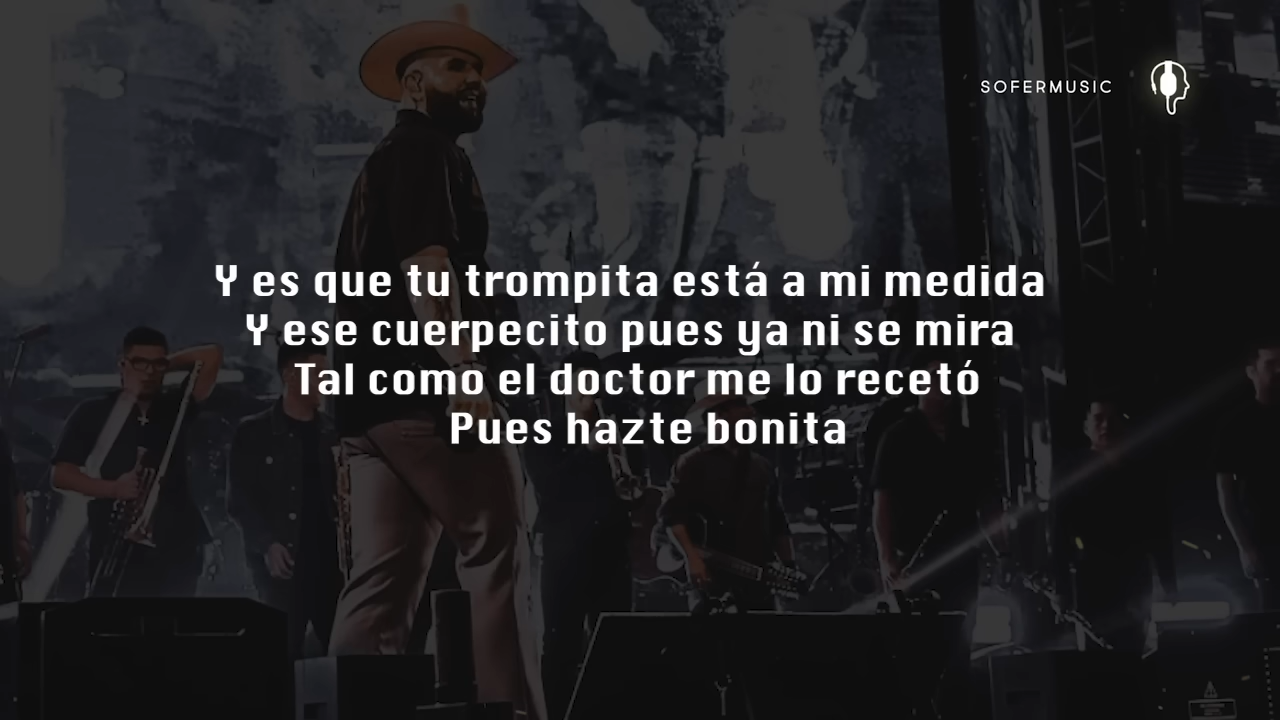 SOFERMUSIC
Y es que tu trompita está a mi medida
Y ese cuerpecito pues ya ni se mira
Tal como el doctor me lo recetó
Pues hazte bonita